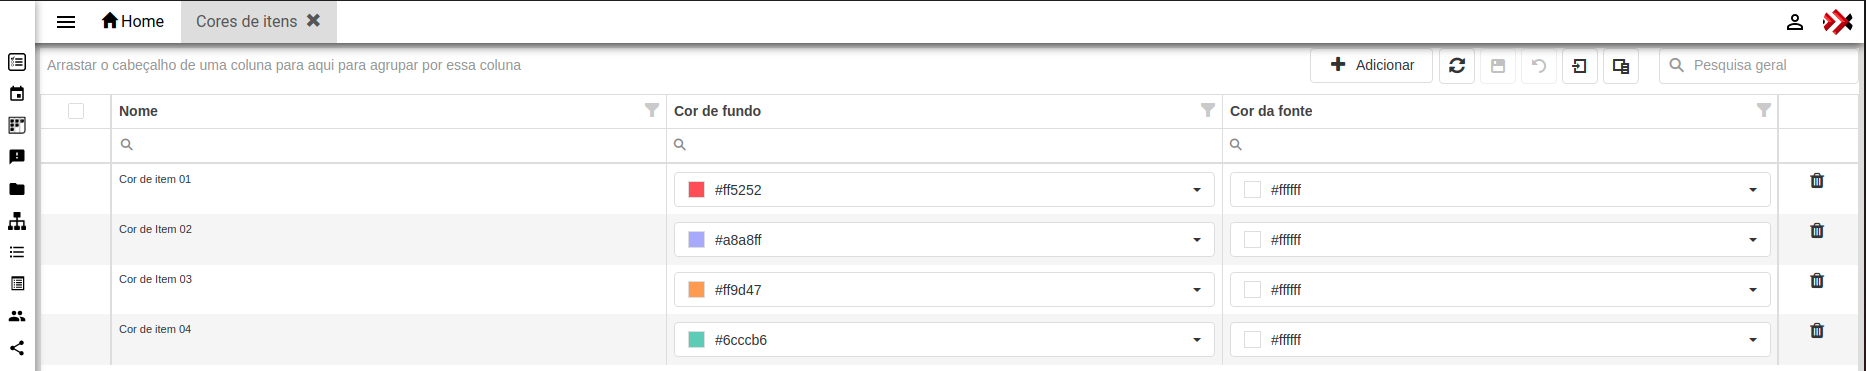 Home Cores de itens
Arrastar o cabeçalho de uma coluna para aqui para agrupar por essa coluna Adicionar Pesquisa geral
Nome Cor de fundo Cor da fonte
Cor de item 01 #ff5252 #ffffff
Cor de Item 02 #a8a8ff #ffffff
Cor de Item 03 #ff9d47 #ffffff
Cor de item 04 #6cccb6 #ffffff